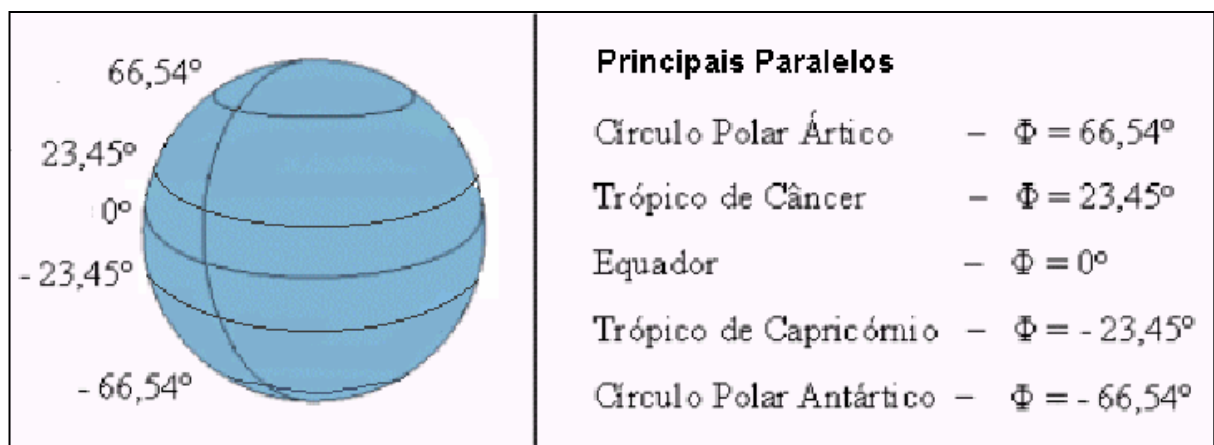 66,54º
23,45º
0º
- 23,45º
- 66,54º
Principais Paralelos
Círculo Polar Ártico – Φ = 66,54º
Trópico de Câncer – Φ = 23,45º
Equador – Φ = 0º
Trópico de Capricórnio – Φ = - 23,45º
Círculo Polar Antártico – Φ = - 66,54º